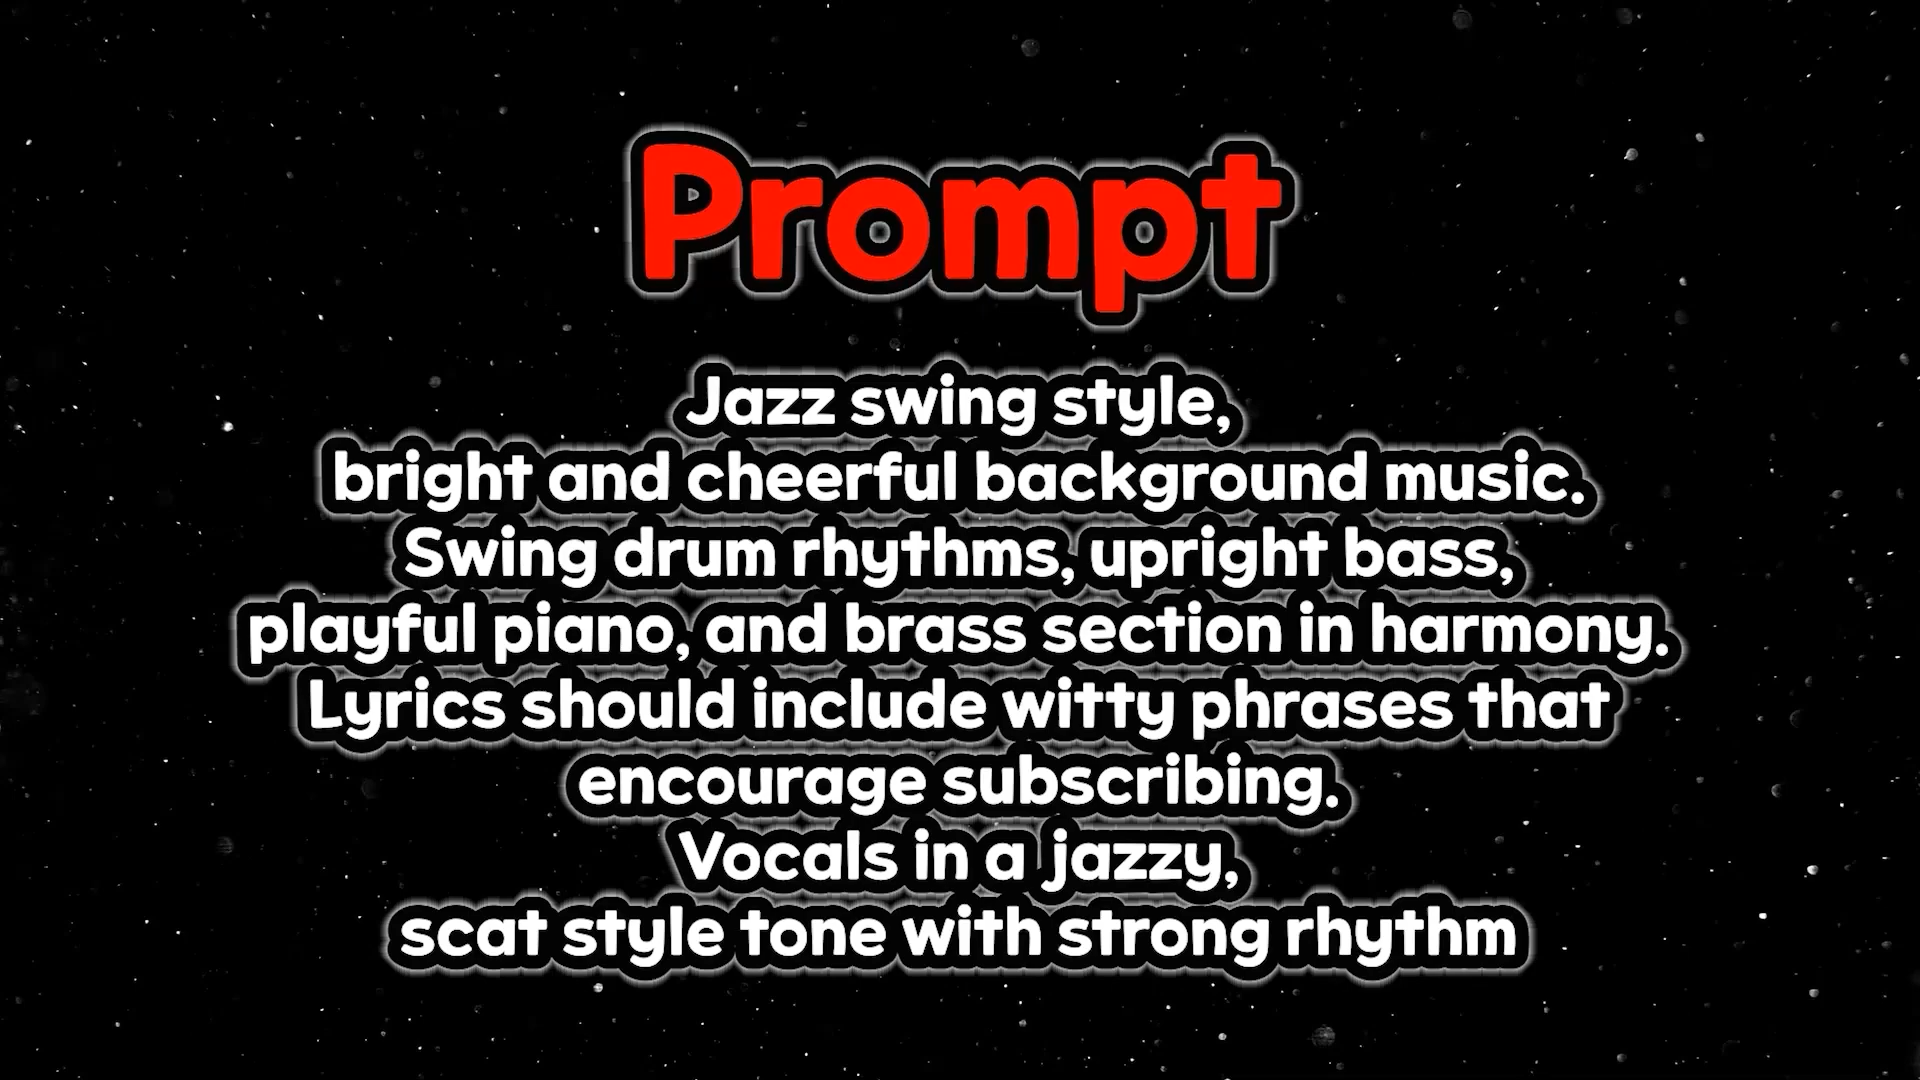 Prompt
Jazz swing style,
bright and cheerful background music.
Swing drum rhythms, upright bass,
playful piano, and brass section in harmony.
Lyrics should include witty phrases that
encourage subscribing.
Vocals in a jazzy,
scat style tone with strong rhythm